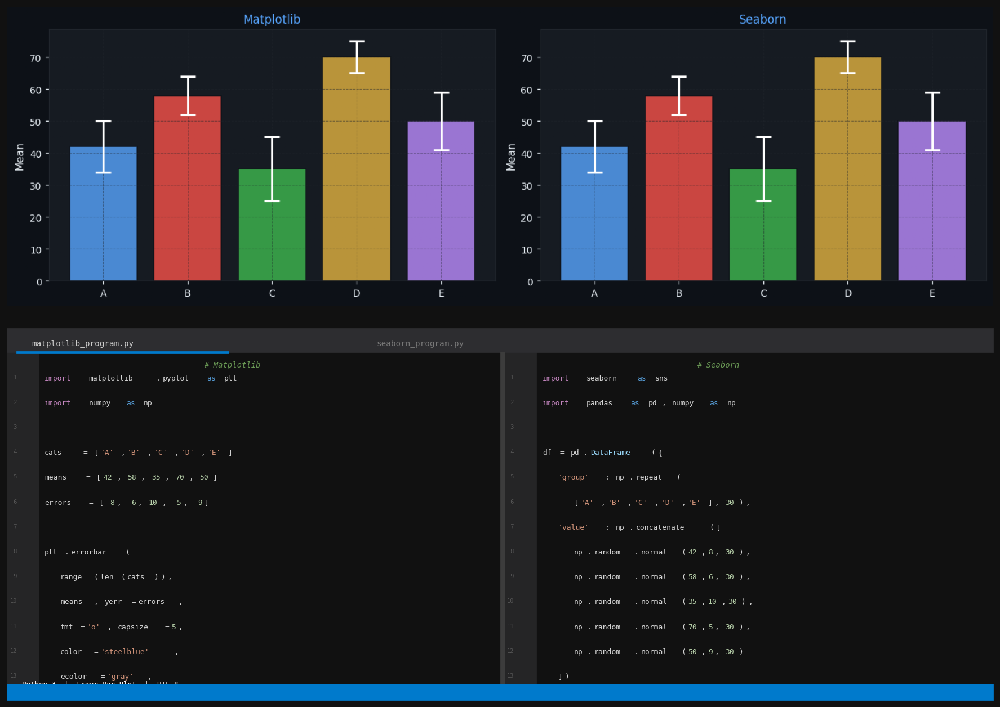 Matplotlib
Mean
70
60
50
40
30
20
10
0
A B C D E
Seaborn
Mean
70
60
50
40
30
20
10
0
A B C D E
matplotlib_program.py
seaborn_program.py
# Matplotlib
1 import matplotlib .pyplot as plt
2 import numpy as np
3
4 cats = ['A' ,'B' ,'C' ,'D' ,'E' ]
5 means = [42 , 58 , 35 , 70 , 50 ]
6 errors = [ 8, 6, 10 , 5, 9]
7
8 plt .errorbar (
9 range (len (cats )),
10 means , yerr =errors ,
11 fmt ='o' , capsize =5,
12 color ='steelblue' ,
13 ecolor ='gray' ,
# Seaborn
1 import seaborn as sns
2 import pandas as pd , numpy as np
3
4 df = pd .DataFrame ({
5 'group' : np .repeat (
6 ['A' ,'B' ,'C' ,'D' ,'E' ], 30 ),
7 'value' : np .concatenate ([
8 np .random .normal (42 ,8, 30 ),
9 np .random .normal (58 ,6, 30 ),
10 np .random .normal (35 ,10 ,30 ),
11 np .random .normal (70 ,5, 30 ),
12 np .random .normal (50 ,9, 30 )
13 ])
Python 3 | Error Bar Plot | UTF-8